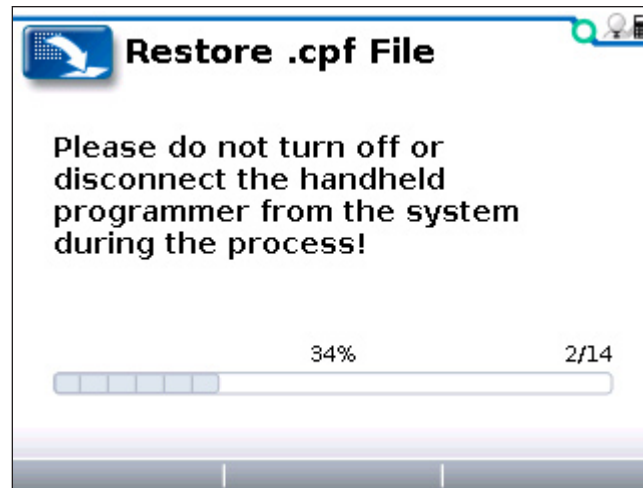 Restore .cpf File
Please do not turn off or
disconnect the handheld
programmer from the system
during the process!
34% 2/14